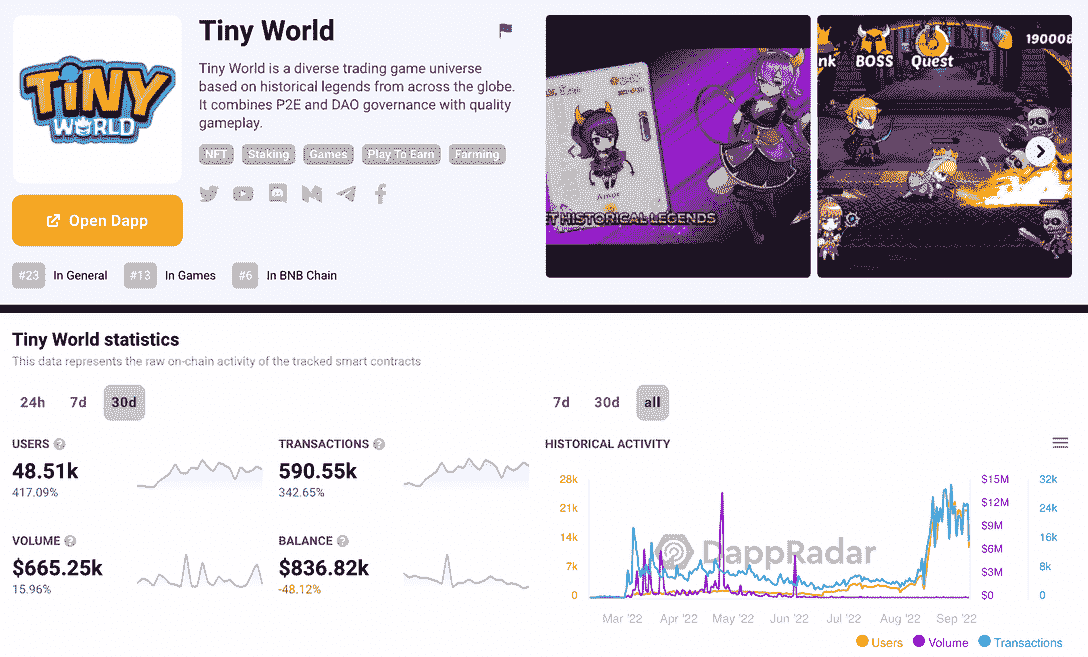 TINY
WORLD
Tiny World
Tiny World is a diverse trading game universe
based on historical legends from across the globe.
It combines P2E and DAO governance with quality
gameplay.
NFT Staking Games Play To Earn Farming
Open Dapp
#23 In General #13 In Games #6 In BNB Chain
FT HISTORICAL LEGENDS
nk BOSS Quest 190008
Tiny World statistics
This data represents the raw on-chain activity of the tracked smart contracts
24h 7d 30d
USERS ?
48.51k
417.09%
TRANSACTIONS ?
590.55k
342.65%
VOLUME ?
$665.25k
15.96%
BALANCE ?
$836.82k
-48.12%
7d 30d all
HISTORICAL ACTIVITY
28k $15M 32k
$12M
21k 24k
$9M
14k $6M 16k
7k $3M 8k
0 $0 0
DappRadar
Mar '22 Apr '22 May '22 Jun '22 Jul '22 Aug '22 Sep '22
Users Volume Transactions